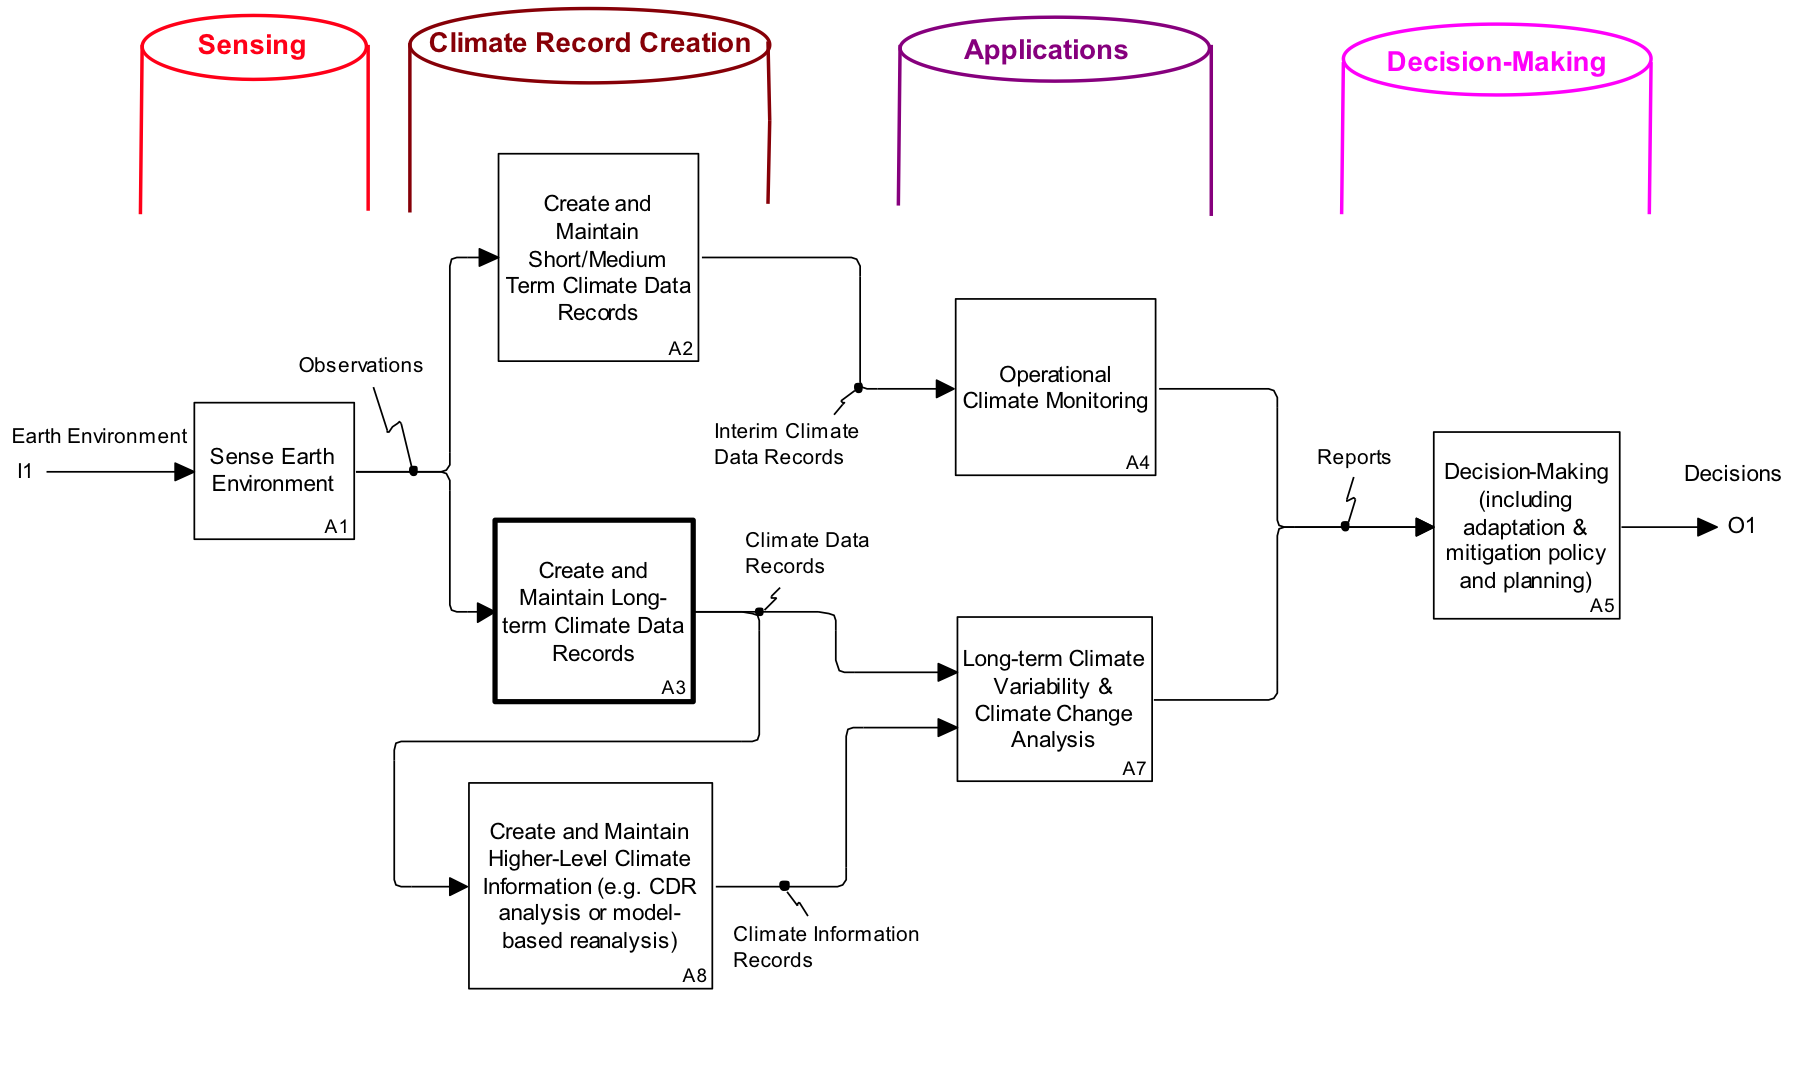 Sensing
Climate Record Creation
Applications
Decision-Making
Create and
Maintain
Short/Medium
Term Climate Data
Records
A2
Observations
Earth Environment
I1
Sense Earth
Environment
A1
Interim Climate
Data Records
Operational
Climate Monitoring
A4
Reports
Decision-Making
(including
adaptation &
mitigation policy
and planning)
A5
Decisions
O1
Create and
Maintain Long-
term Climate Data
Records
A3
Climate Data
Records
Long-term Climate
Variability &
Climate Change
Analysis
A7
Create and Maintain
Higher-Level Climate
Information (e.g. CDR
analysis or model-
based reanalysis)
A8
Climate Information
Records